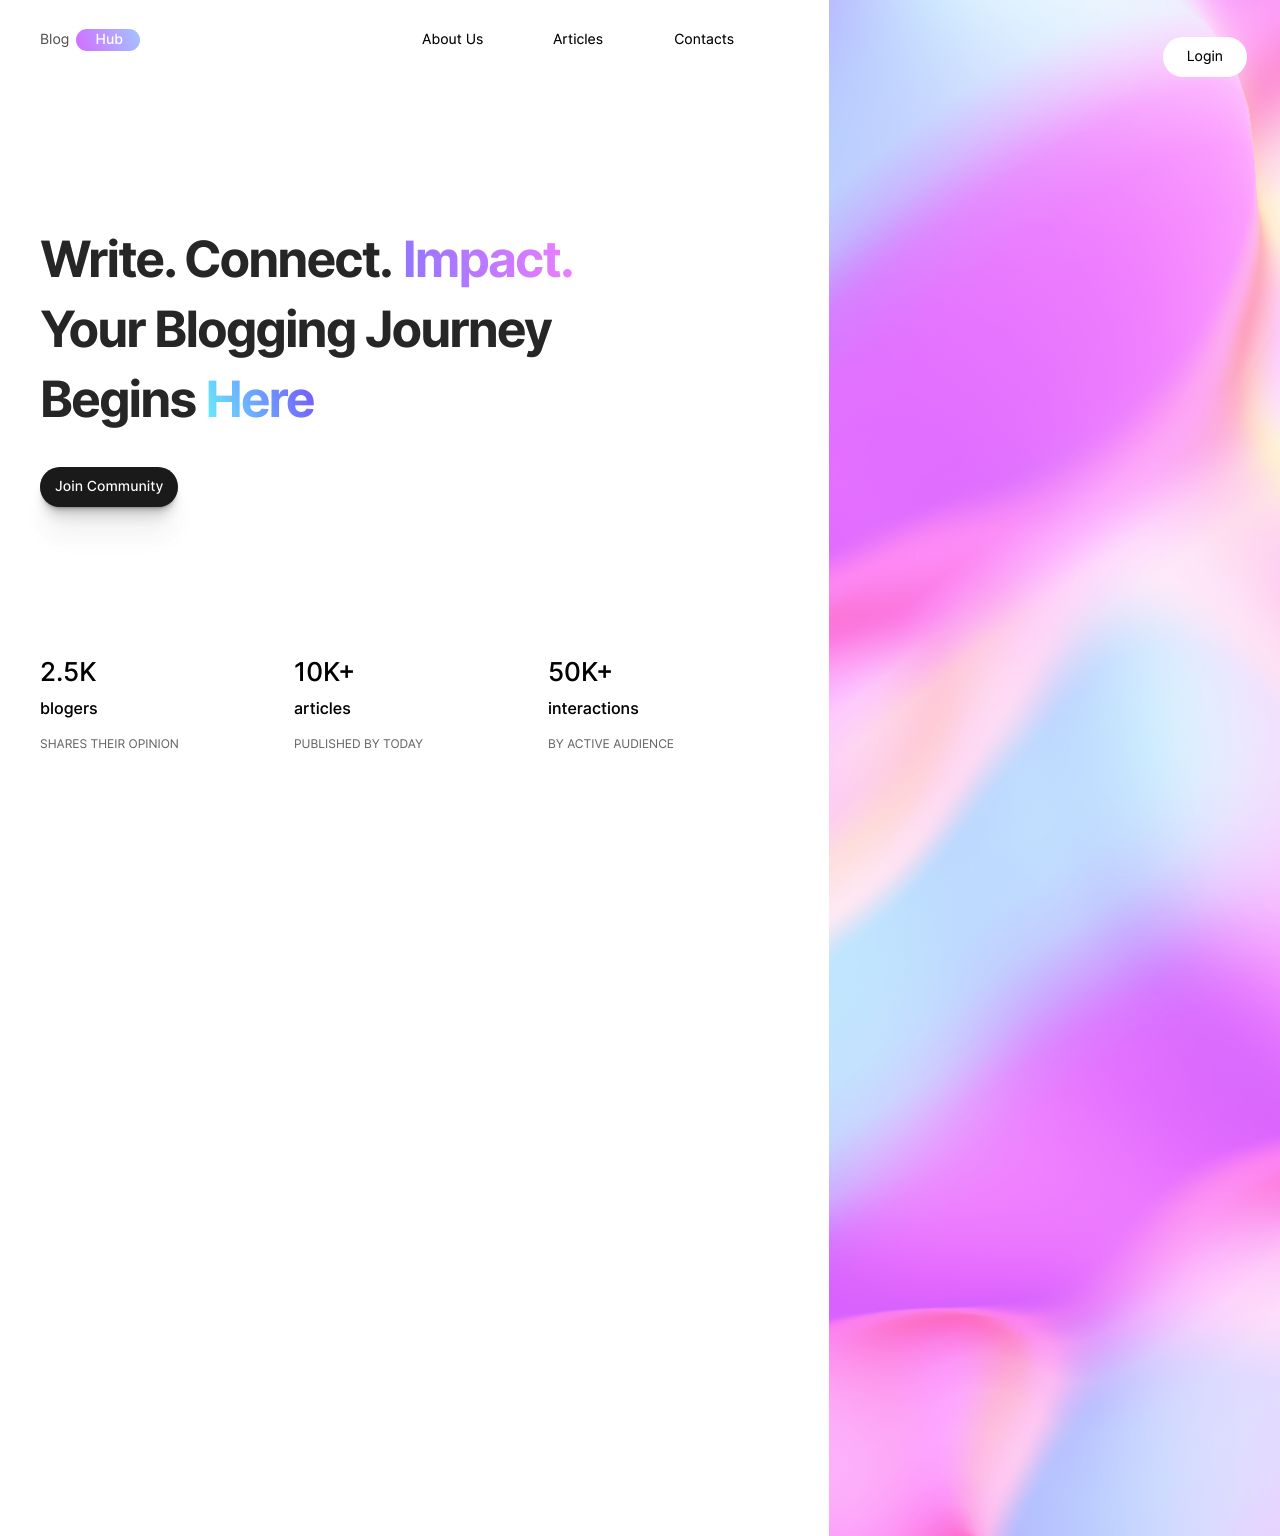 Blog Hub About Us Articles Contacts
Login
Write. Connect. Impact.
Your Blogging Journey
Begins Here
Join Community
2.5K
blogers
SHARES THEIR OPINION
10K+
articles
PUBLISHED BY TODAY
50K+
interactions
BY ACTIVE AUDIENCE